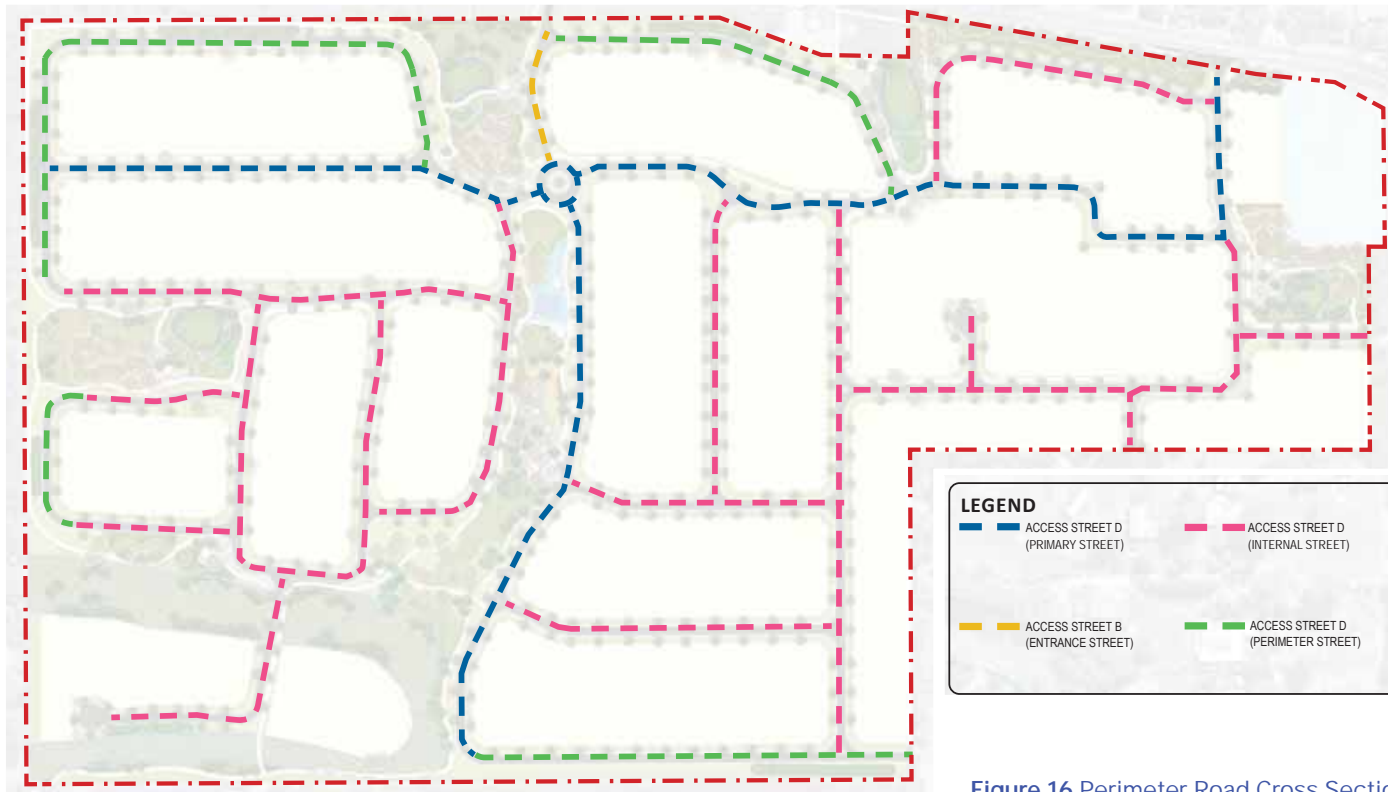 LEGEND
ACCESS STREET D
(PRIMARY STREET)
ACCESS STREET D
(INTERNAL STREET)
ACCESS STREET B
(ENTRANCE STREET)
ACCESS STREET D
(PERIMETER STREET)
Figure 16 Perimeter Road Cross Sectio